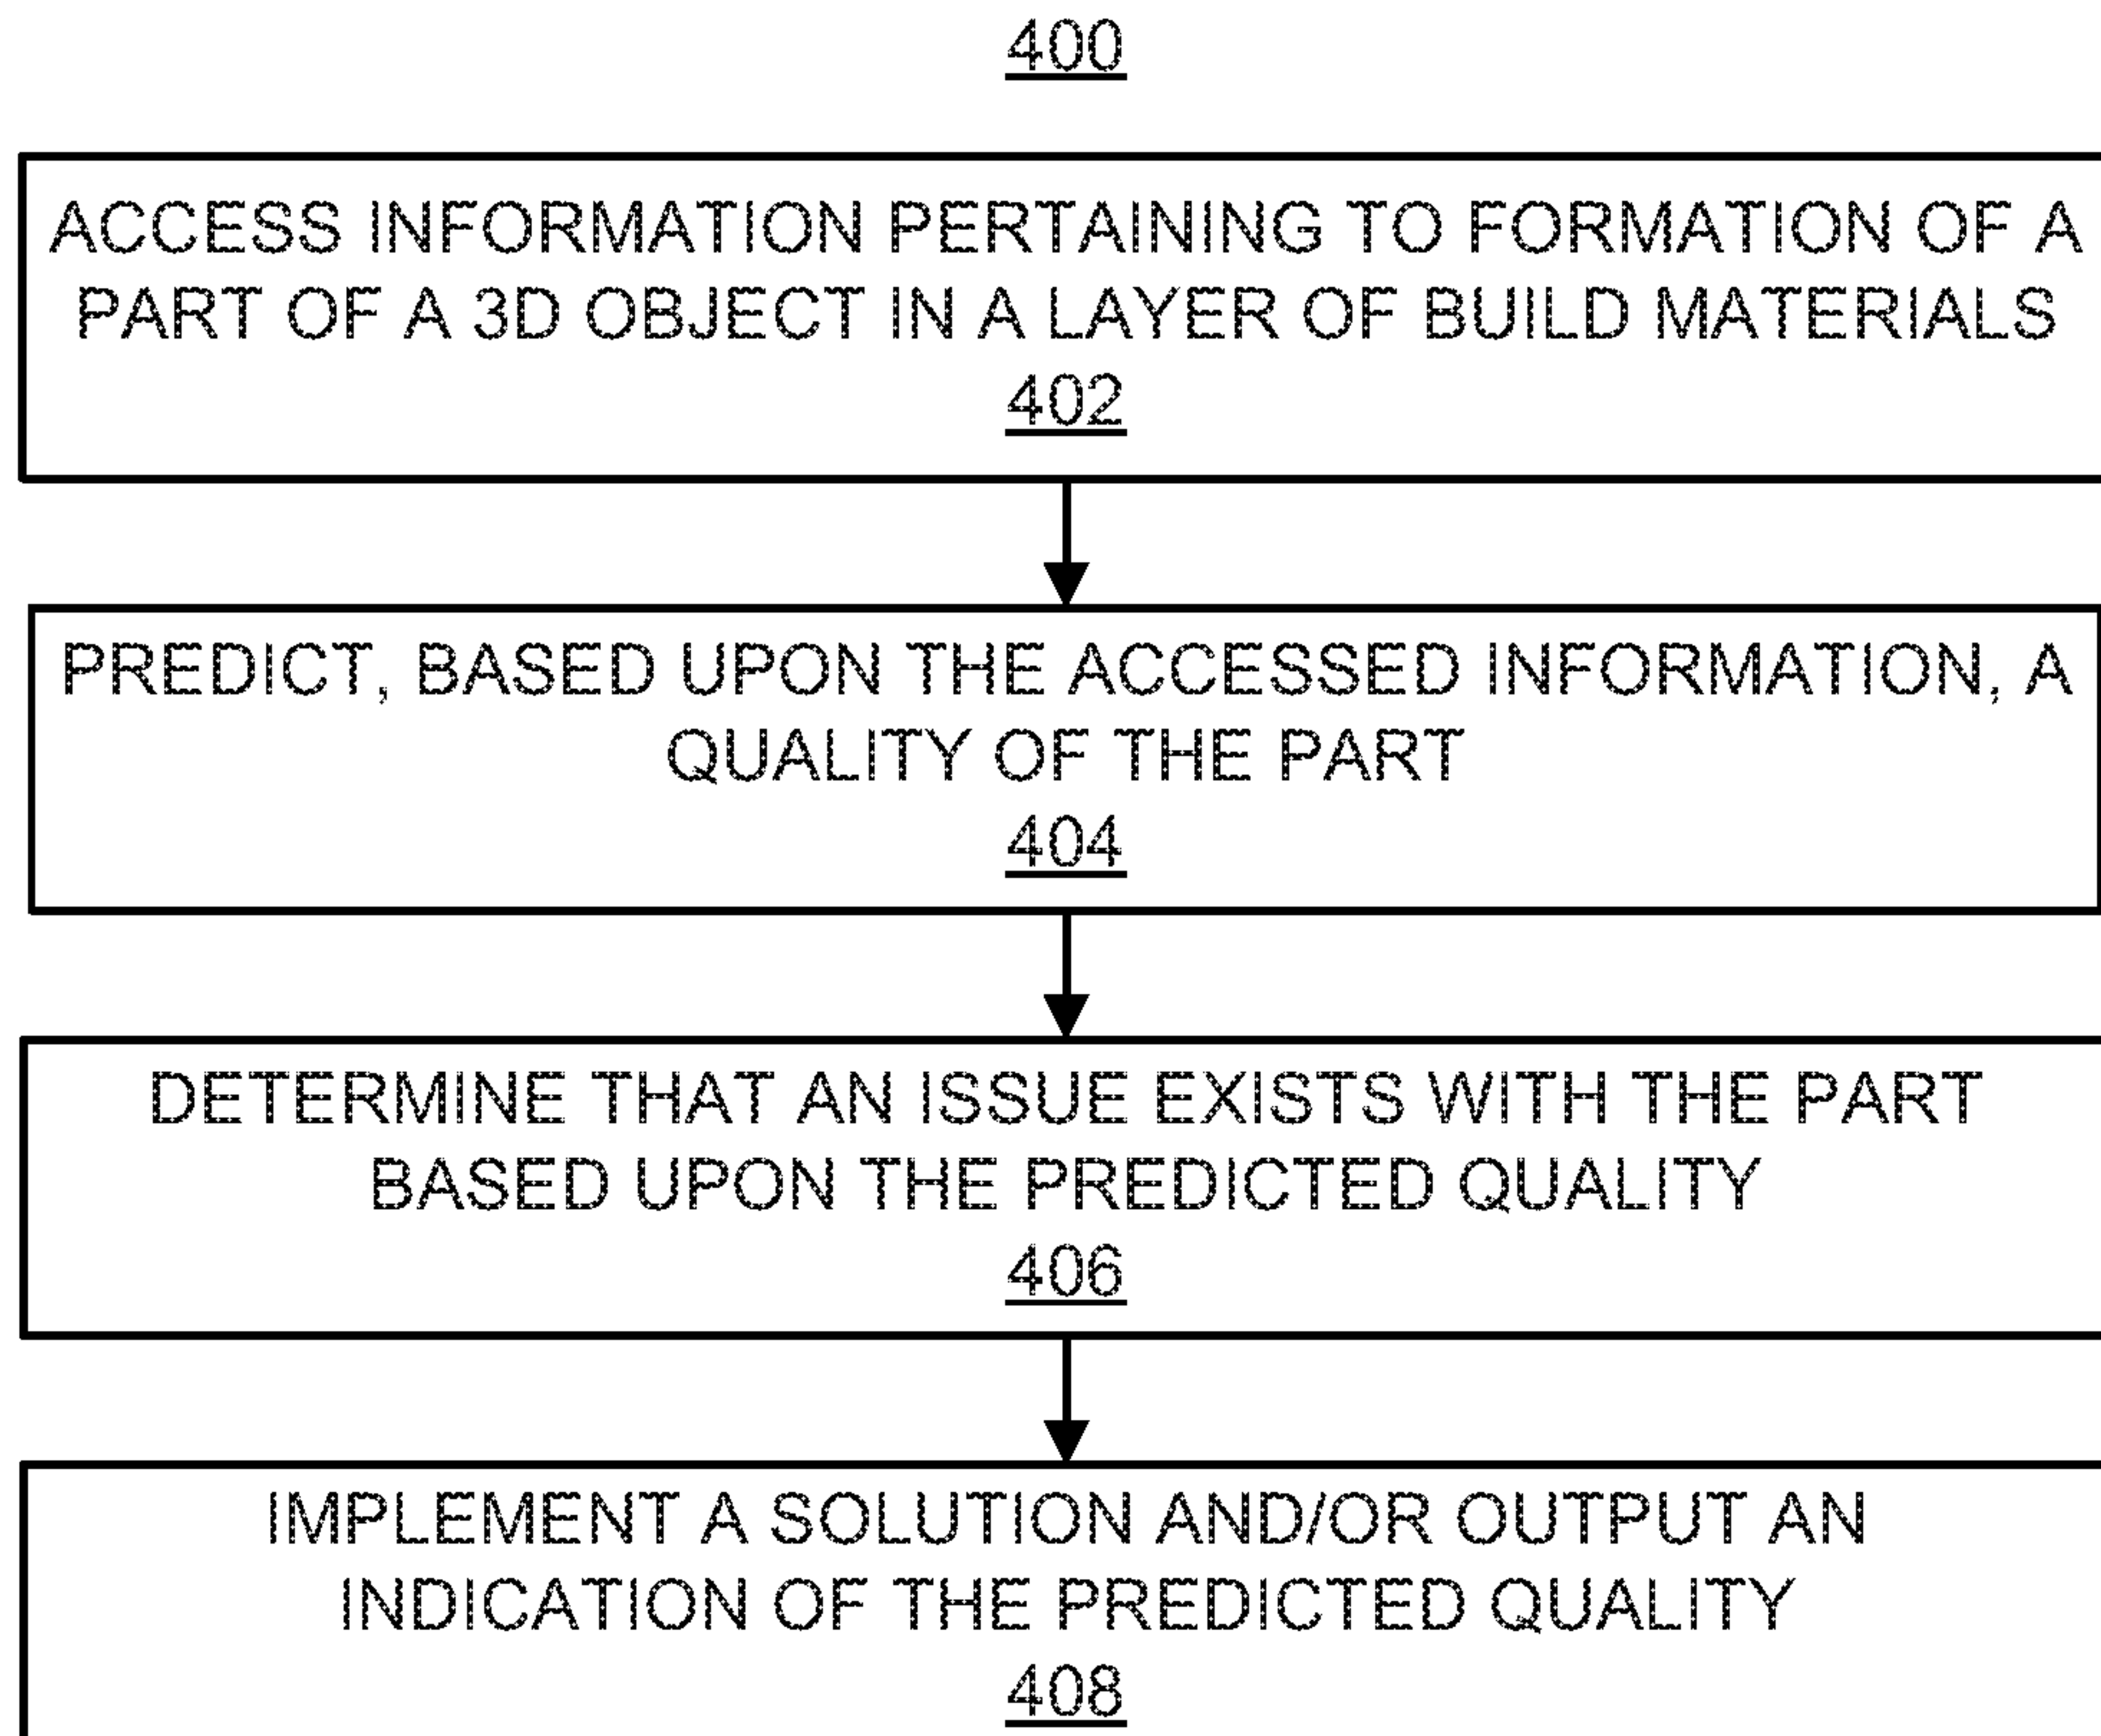 400
ACCESS INFORMATION PERTAINING TO FORMATION OF A
PART OF A 3D OBJECT IN A LAYER OF BUILD MATERIALS
402
PREDICT, BASED UPON THE ACCESSED INFORMATION, A
QUALITY OF THE PART
404
DETERMINE THAT AN ISSUE EXISTS WITH THE PART
BASED UPON THE PREDICTED QUALITY
406
IMPLEMENT A SOLUTION AND/OR OUTPUT AN
INDICATION OF THE PREDICTED QUALITY
408